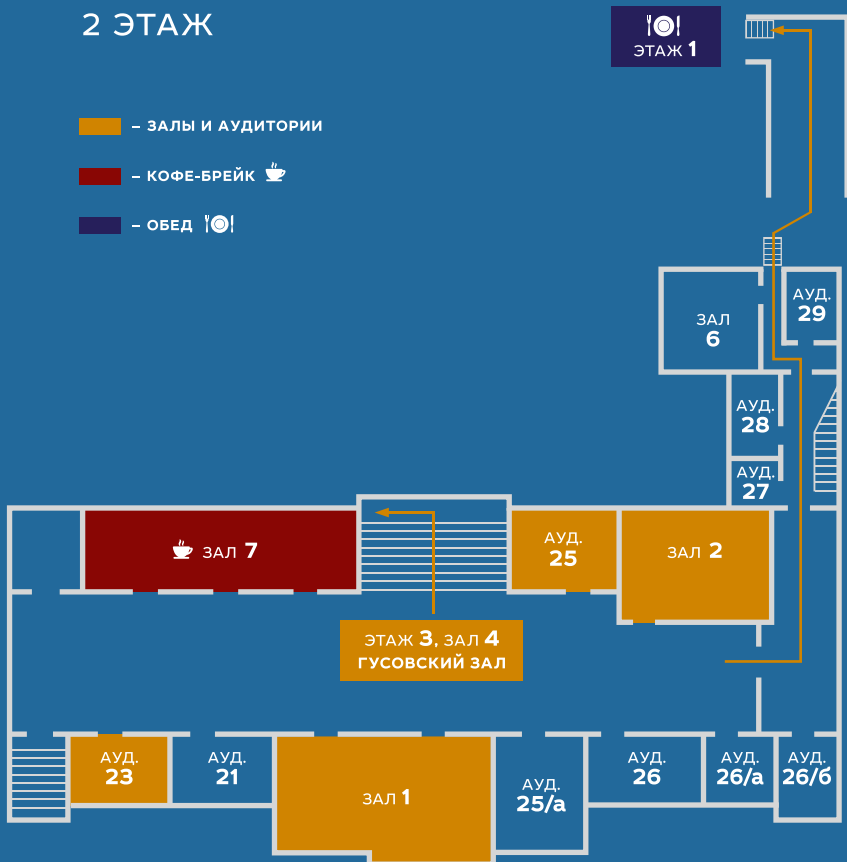 2 ЭТАЖ
ЭТАЖ 1
– ЗАЛЫ И АУДИТОРИИ
– КОФЕ-БРЕЙК
– ОБЕД
АУД.
29
ЗАЛ
6
АУД.
28
АУД.
27
ЗАЛ 7
АУД.
25
ЗАЛ 2
ЭТАЖ 3, ЗАЛ 4
ГУСОВСКИЙ ЗАЛ
АУД.
23
АУД.
21
ЗАЛ 1
АУД.
25/а
АУД.
26
АУД.
26/а
АУД.
26/б